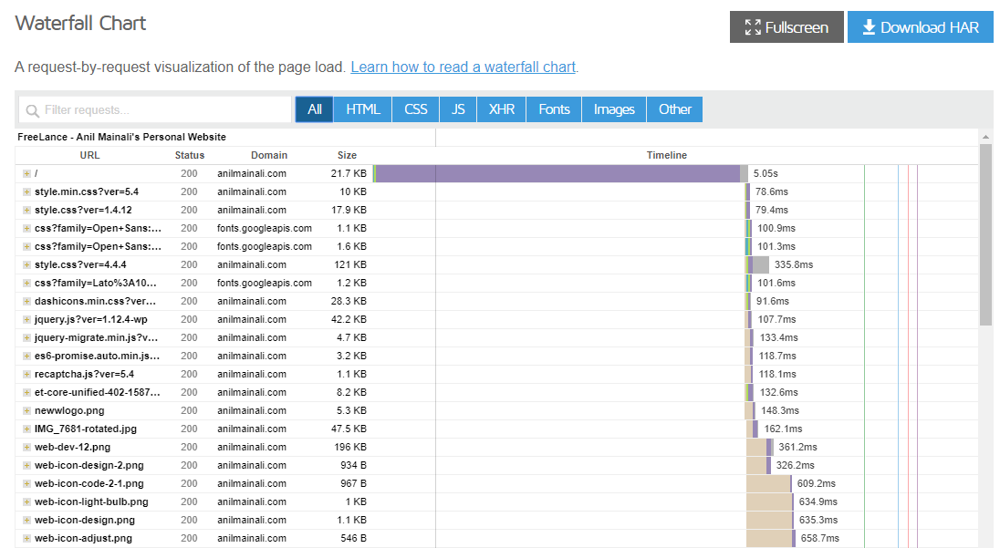 Waterfall Chart
Fullscreen
Download HAR
A request-by-request visualization of the page load. Learn how to read a waterfall chart.
Filter requests... All HTML CSS JS XHR Fonts Images Other
FreeLance - Anil Mainali's Personal Website
URL Status Domain Size Timeline
/ 200 anilmainali.com 21.7 KB 5.05s
style.min.css?ver=5.4 200 anilmainali.com 10 KB 78.6ms
style.css?ver=1.4.12 200 anilmainali.com 17.9 KB 79.4ms
css?family=Open+Sans:... 200 fonts.googleapis.com 1.1 KB 100.9ms
css?family=Open+Sans:... 200 fonts.googleapis.com 1.6 KB 101.3ms
style.css?ver=4.4.4 200 anilmainali.com 121 KB 335.8ms
css?family=Lato%3A10... 200 fonts.googleapis.com 1.2 KB 101.6ms
dashicons.min.css?ver... 200 anilmainali.com 28.3 KB 91.6ms
jquery.js?ver=1.12.4-wp 200 anilmainali.com 42.2 KB 107.7ms
jquery-migrate.min.js?v... 200 anilmainali.com 4.7 KB 133.4ms
es6-promise.auto.min.js... 200 anilmainali.com 3.2 KB 118.7ms
recaptcha.js?ver=5.4 200 anilmainali.com 1.1 KB 118.1ms
et-core-unified-402-1587... 200 anilmainali.com 8.2 KB 132.6ms
newwlogo.png 200 anilmainali.com 5.3 KB 148.3ms
IMG_7681-rotated.jpg 200 anilmainali.com 47.5 KB 162.1ms
web-dev-12.png 200 anilmainali.com 196 KB 361.2ms
web-icon-design-2.png 200 anilmainali.com 934 B 326.2ms
web-icon-code-2-1.png 200 anilmainali.com 967 B 609.2ms
web-icon-light-bulb.png 200 anilmainali.com 1 KB 634.9ms
web-icon-design.png 200 anilmainali.com 1.1 KB 635.3ms
web-icon-adjust.png 200 anilmainali.com 546 B 658.7ms